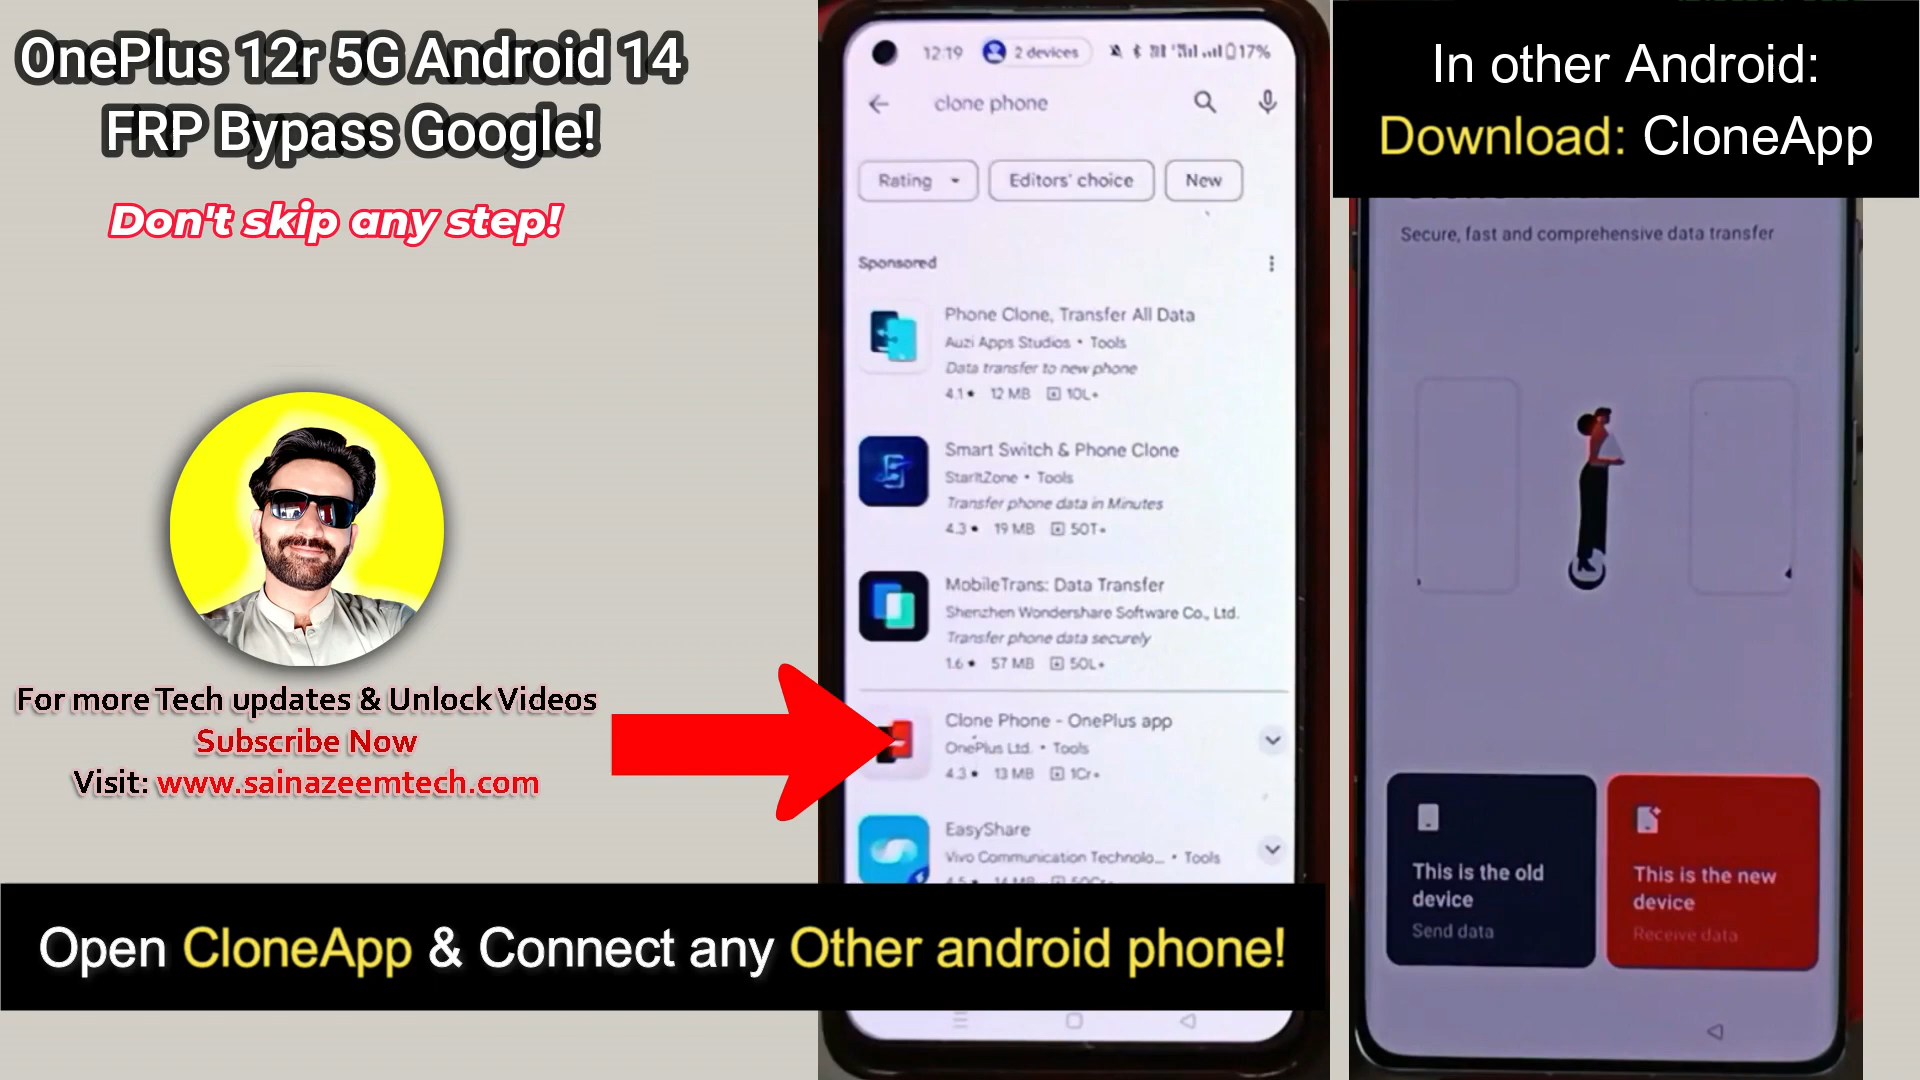 OnePlus 12r 5G Android 14
FRP Bypass Google!
Don't skip any step!
For more Tech updates & Unlock Videos
Subscribe Now
Visit: www.sainazeemtech.com
12:19 2 devices 17%
clone phone
Rating Editors' choice New
Sponsored
Phone Clone, Transfer All Data
Auzi Apps Studios • Tools
Data transfer to new phone
4.1★ 12 MB 10L+
Smart Switch & Phone Clone
StarItZone • Tools
Transfer phone data in Minutes
4.3★ 19 MB 50T+
MobileTrans: Data Transfer
Shenzhen Wondershare Software Co., Ltd.
Transfer phone data securely
1.6★ 57 MB 50L+
Clone Phone - OnePlus app
OnePlus Ltd. • Tools
4.3★ 13 MB 1Cr+
EasyShare
Vivo Communication Technolo... • Tools
Open CloneApp & Connect any Other android phone!
In other Android:
Download: CloneApp
Secure, fast and comprehensive data transfer
This is the old
device
Send data
This is the new
device
Receive data